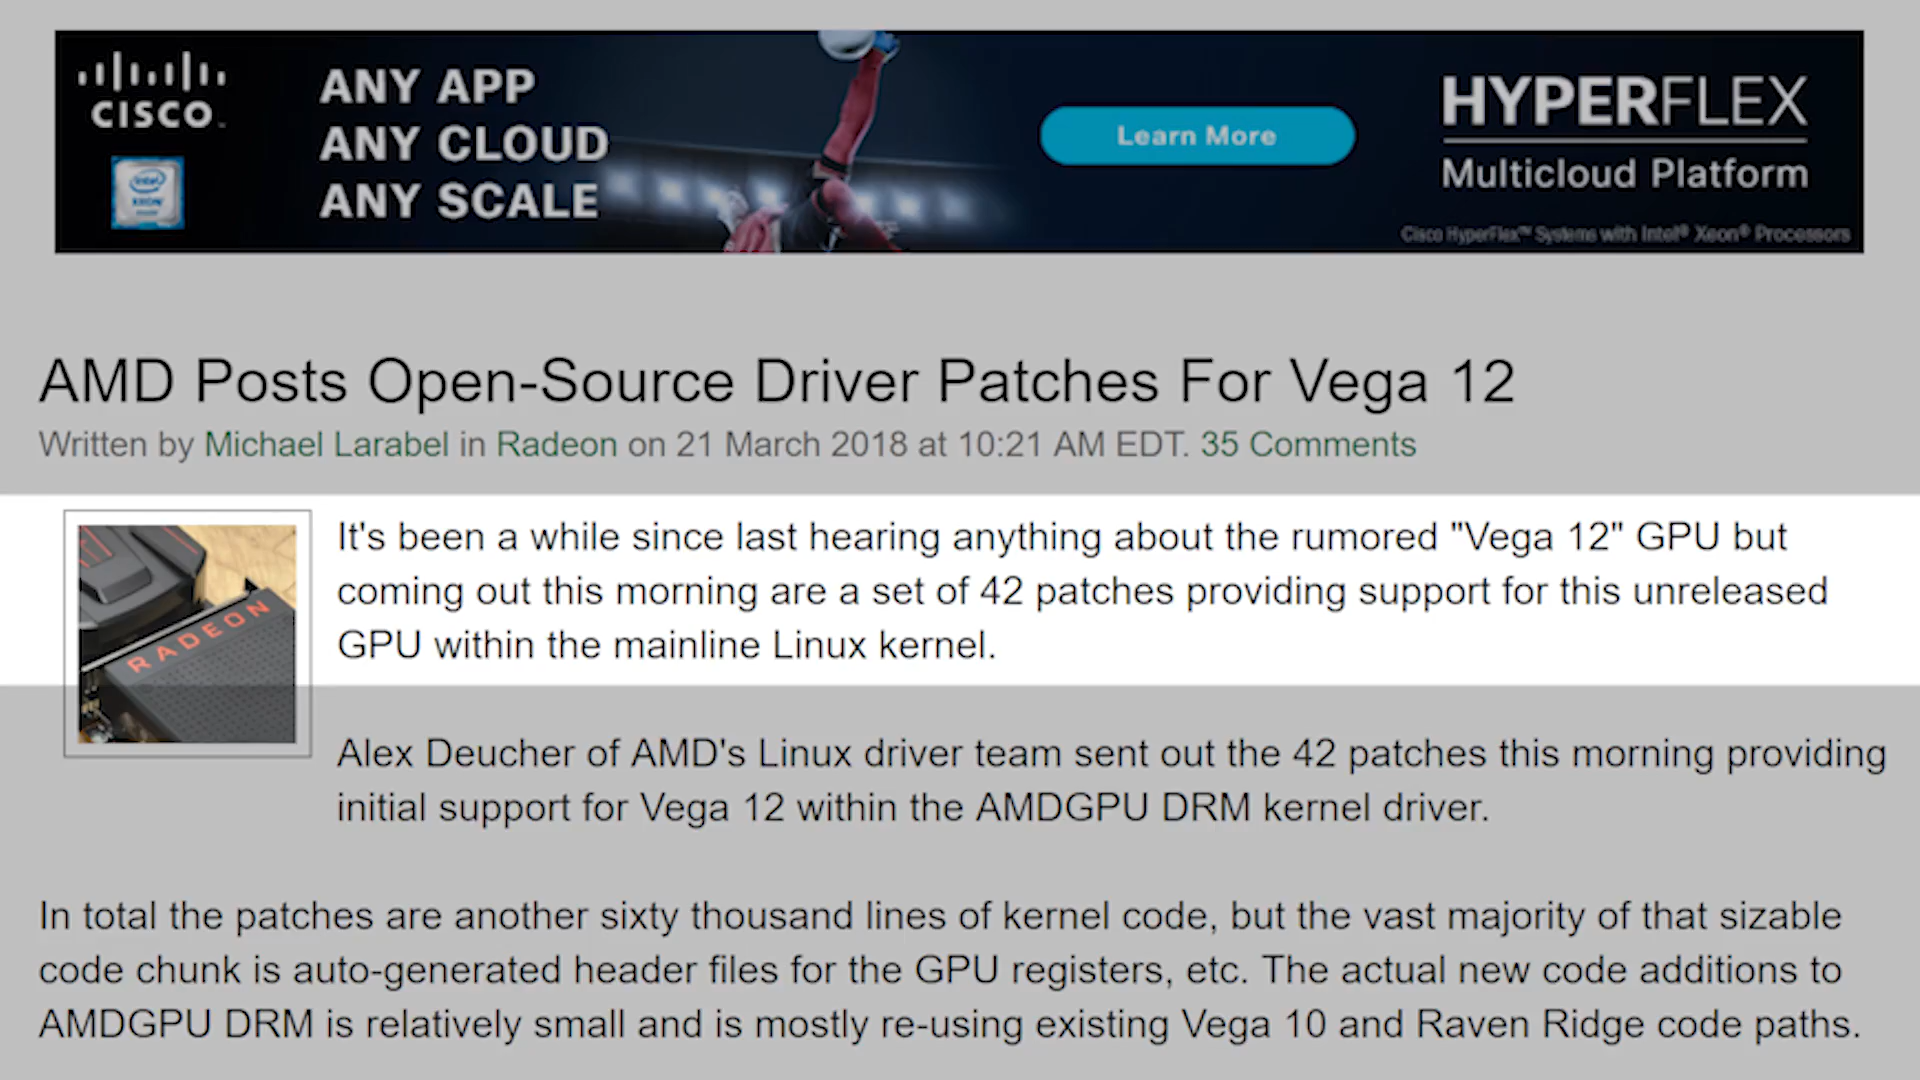 CISCO
intel
XEON
ANY APP
ANY CLOUD
ANY SCALE
Learn More
HYPERFLEX
Multicloud Platform
Cisco HyperFlex™ Systems with Intel® Xeon® Processors
AMD Posts Open-Source Driver Patches For Vega 12
Written by Michael Larabel in Radeon on 21 March 2018 at 10:21 AM EDT. 35 Comments
RADEON
It's been a while since last hearing anything about the rumored "Vega 12" GPU but
coming out this morning are a set of 42 patches providing support for this unreleased
GPU within the mainline Linux kernel.
Alex Deucher of AMD's Linux driver team sent out the 42 patches this morning providing
initial support for Vega 12 within the AMDGPU DRM kernel driver.
In total the patches are another sixty thousand lines of kernel code, but the vast majority of that sizable
code chunk is auto-generated header files for the GPU registers, etc. The actual new code additions to
AMDGPU DRM is relatively small and is mostly re-using existing Vega 10 and Raven Ridge code paths.